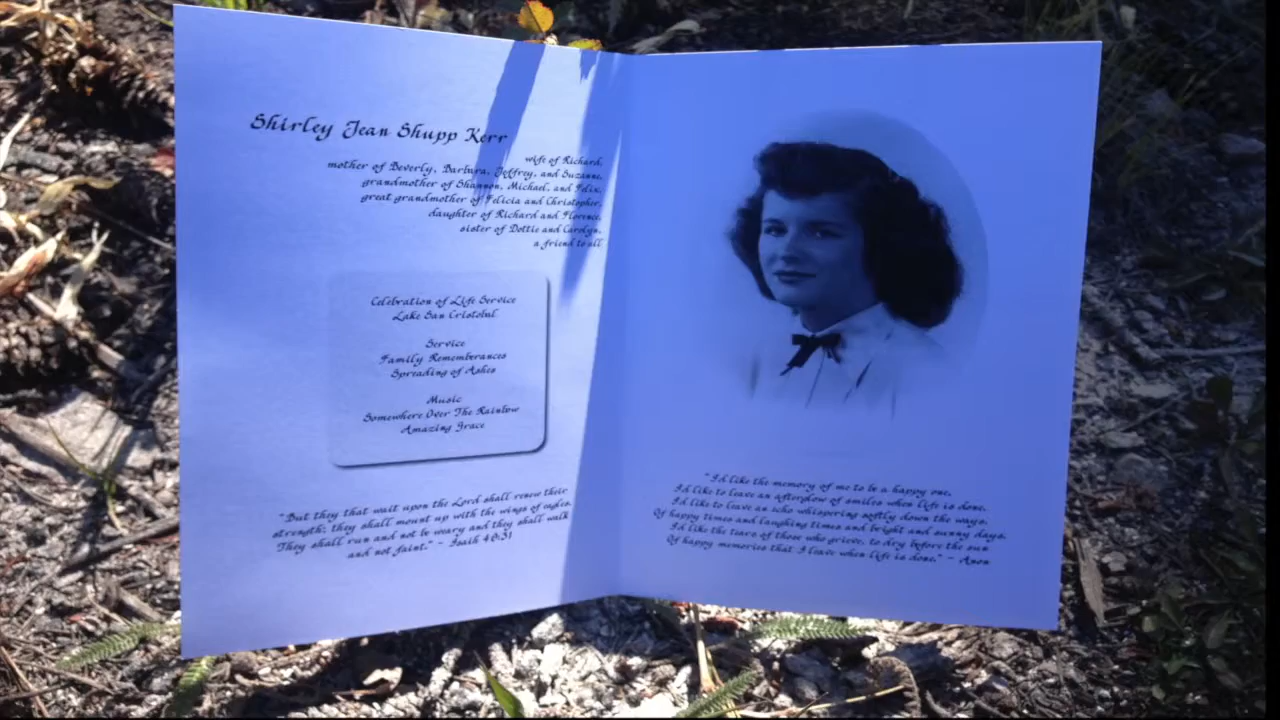 Shirley Jean Shupp Kerr
wife of Richard,
mother of Beverly, Barbara, Joffrey, and Suzanne,
grandmother of Shannon, Michael, and Felix,
great grandmother of Felicia and Christopher,
daughter of Richard and Florence,
sister of Dottie and Carolyn,
a friend to all
Celebration of Life Service
Lake San Cristobal
Service
Family Rememberances
Spreading of Ashes
Music
Somewhere Over The Rainbow
Amazing Grace
"But they that wait upon the Lord shall renew their
strength; they shall mount up with the wings of eagles.
They shall run and not be weary and they shall walk
and not faint." - Isaih 40:31
"I'd like the memory of me to be a happy one.
I'd like to leave an afterglow of smiles when life is done.
I'd like to leave an echo whispering softly down the ways.
Of happy times and laughing times and bright and sunny days.
I'd like the tears of those who grieve, to dry before the sun
Of happy memories that I leave when life is done." - Anon